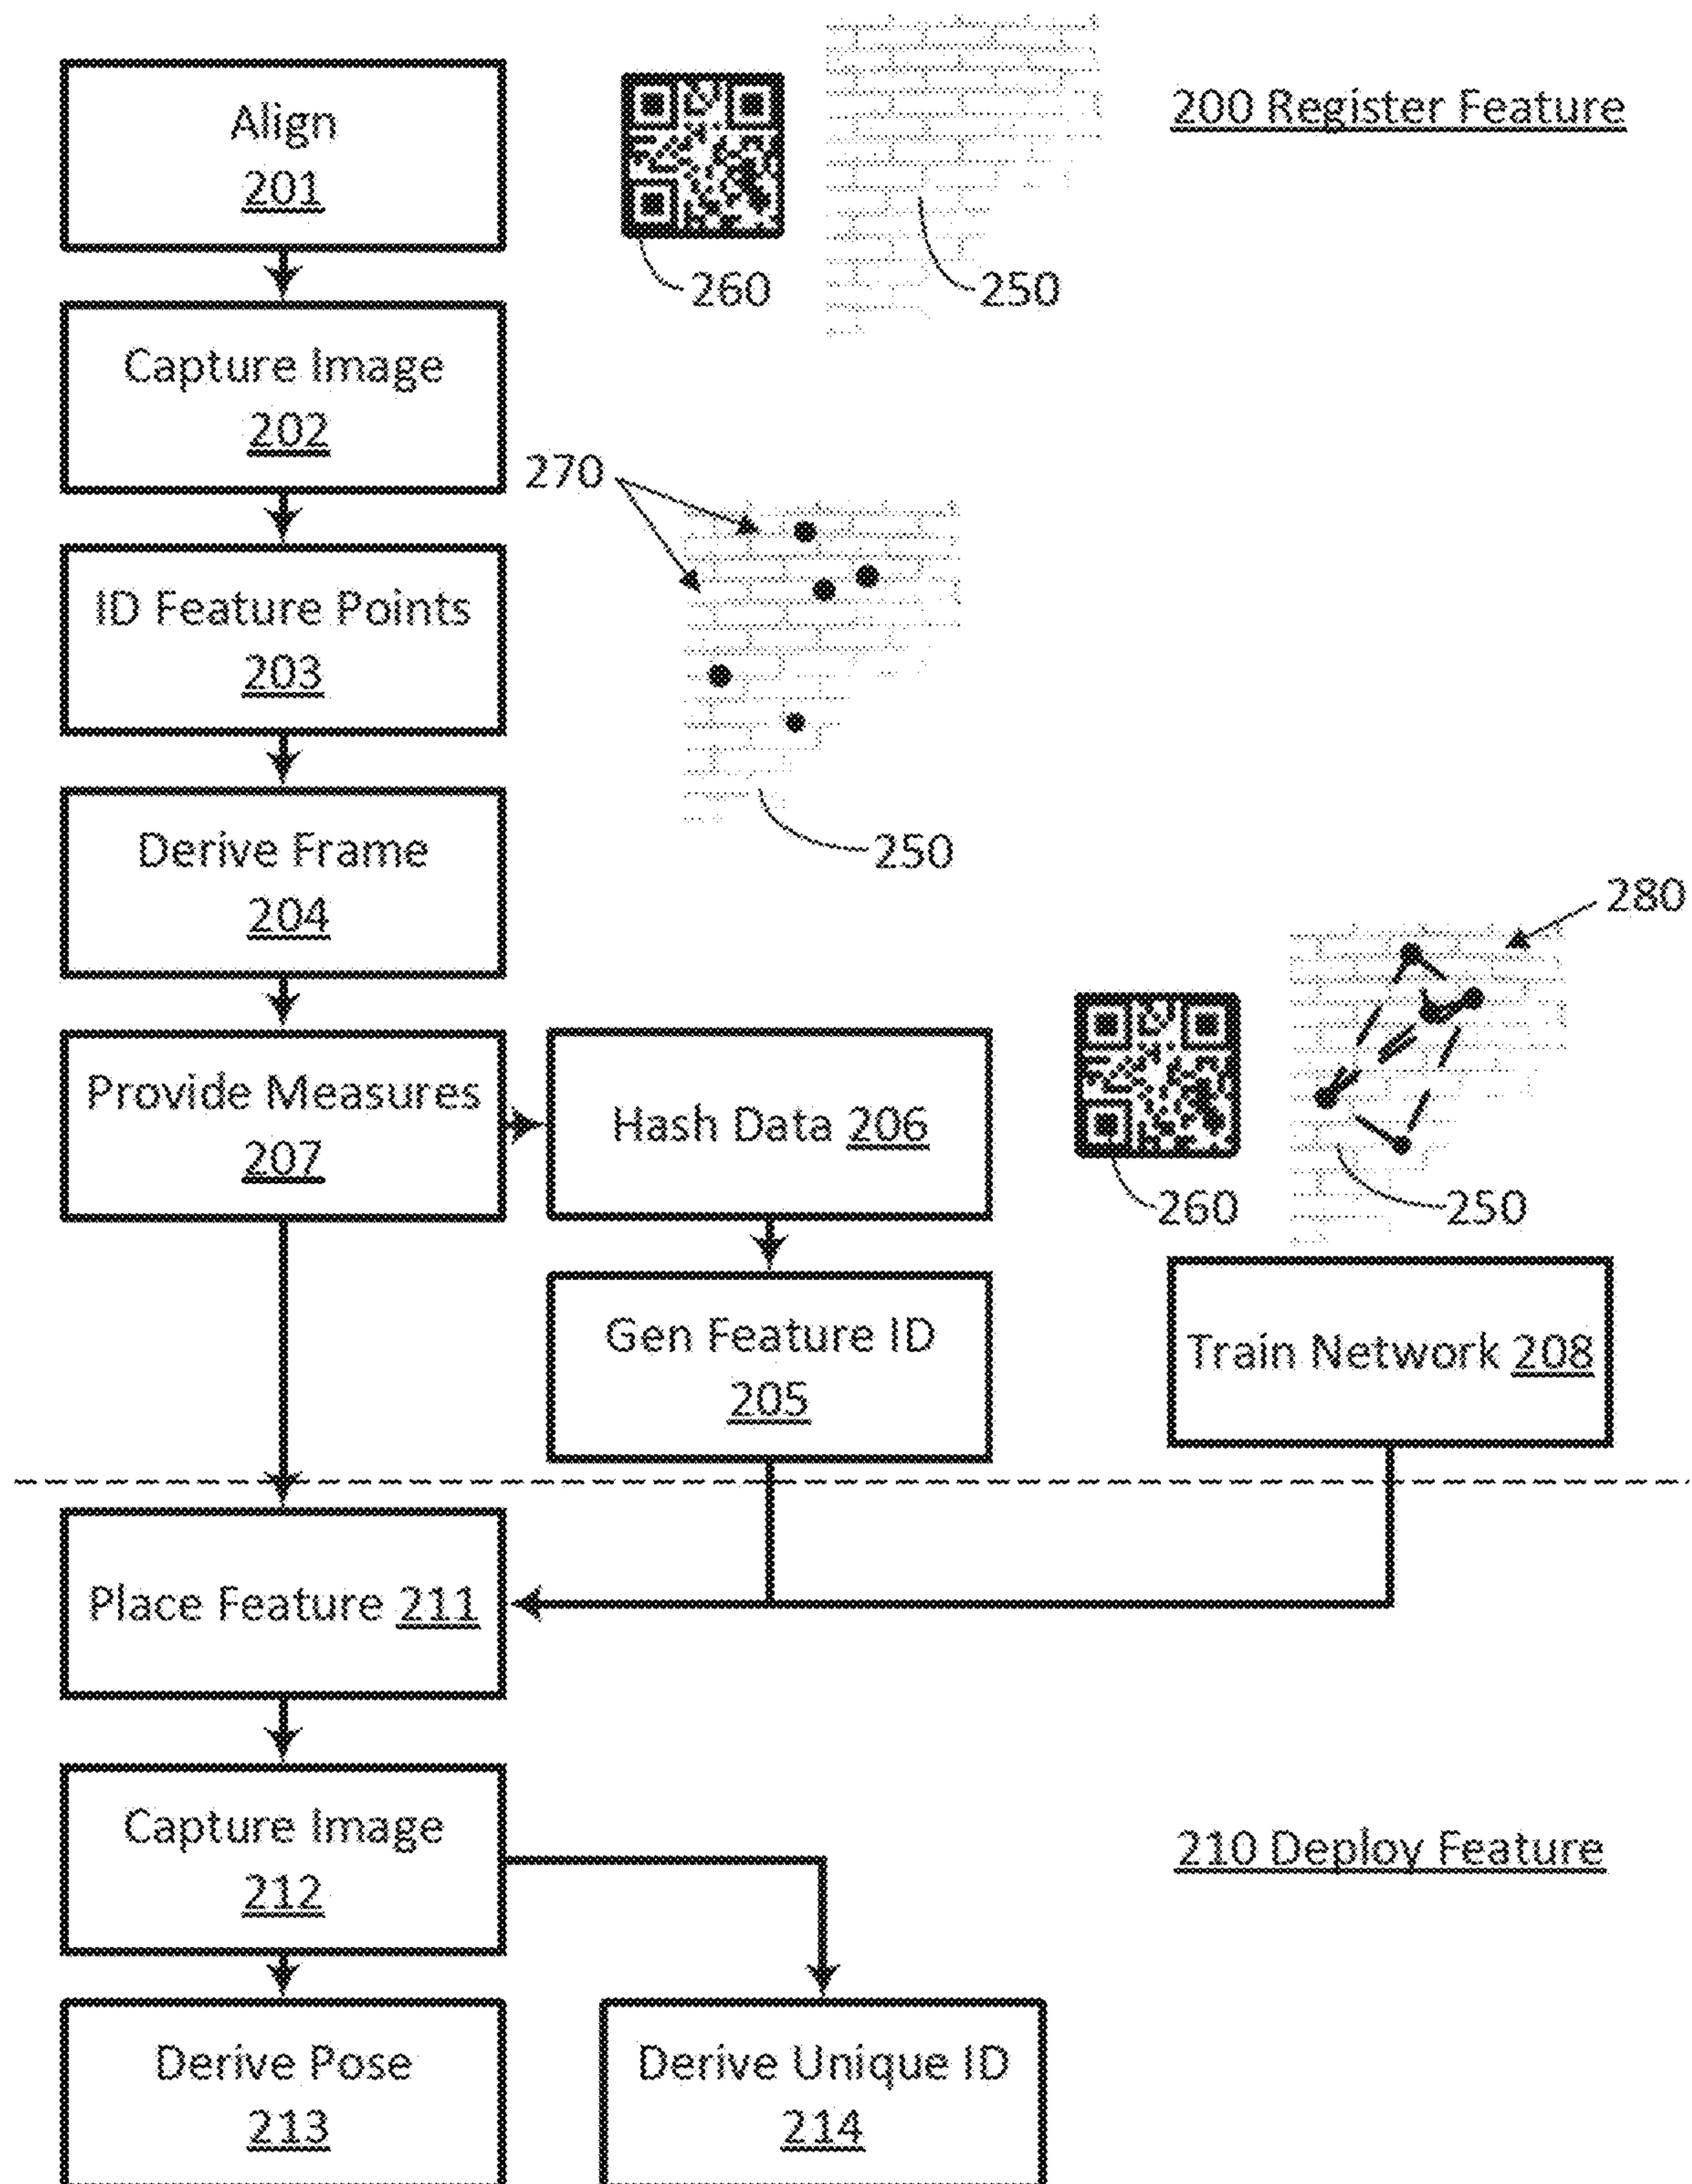 200 Register Feature
Align
201
260
250
Capture Image
202
270
ID Feature Points
203
250
Derive Frame
204
280
Provide Measures
207
Hash Data 206
260
250
Gen Feature ID
205
Train Network 208
Place Feature 211
Capture Image
212
210 Deploy Feature
Derive Pose
213
Derive Unique ID
214